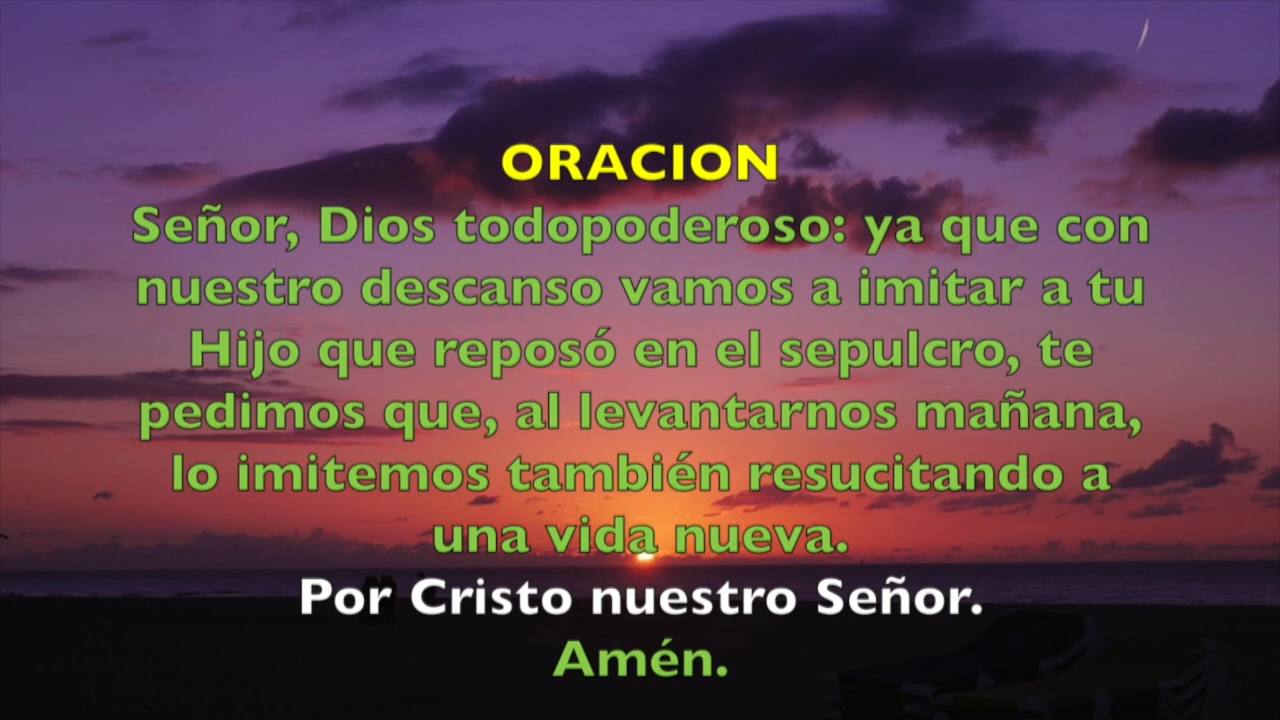 ORACION
Señor, Dios todopoderoso: ya que con
nuestro descanso vamos a imitar a tu
Hijo que reposó en el sepulcro, te
pedimos que, al levantarnos mañana,
lo imitemos también resucitando a
una vida nueva.
Por Cristo nuestro Señor.
Amén.